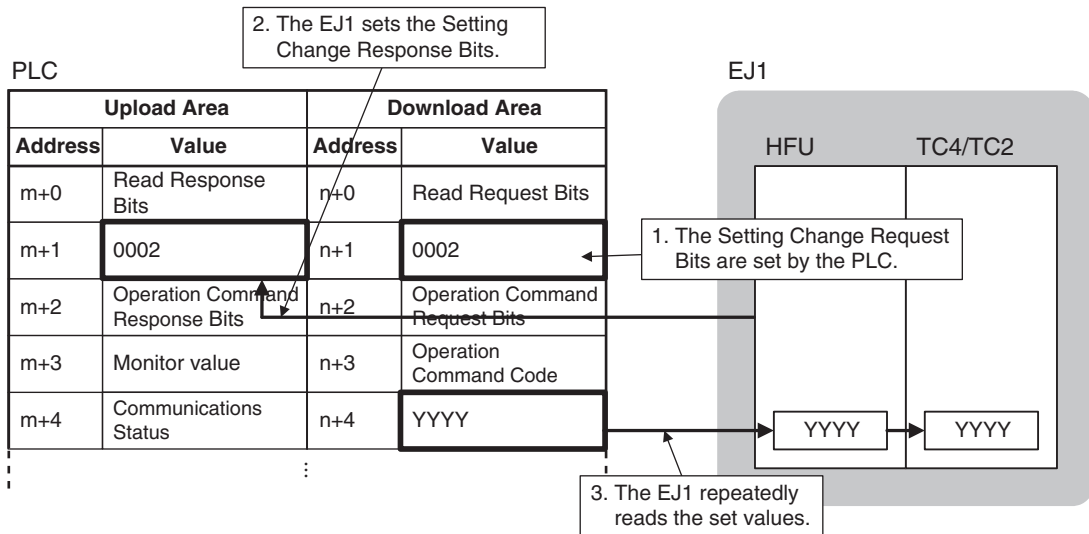 2. The EJ1 sets the Setting
Change Response Bits.
PLC
EJ1
Upload Area Download Area
Address Value Address Value
HFU TC4/TC2
m+0 Read Response
Bits n+0 Read Request Bits
1. The Setting Change Request
Bits are set by the PLC.
m+1 0002 n+1 0002
m+2 Operation Command
Response Bits n+2 Operation Command
Request Bits
m+3 Monitor value n+3 Operation
Command Code
m+4 Communications
Status n+4 YYYY
YYYY YYYY
3. The EJ1 repeatedly
reads the set values.